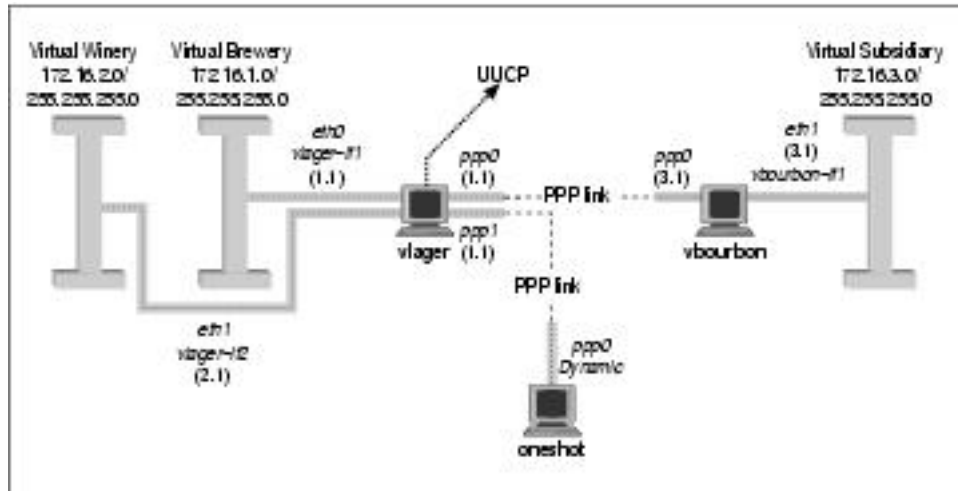 Virtual Winery
172.16.2.0/
255.255.255.0
Virtual Brewery
172.16.1.0/
255.255.255.0
Virtual Subsidiary
172.16.3.0/
255.255.255.0
UUCP
eth0
vlager-if1
(1.1)
ppp0
(1.1)
ppp0
(3.1)
eth1
(3.1)
vbourbon-if1
PPP link
vlager
ppp1
(1.1)
vbourbon
PPP link
eth1
vlager-if2
(2.1)
ppp0
Dynamic
oneshot